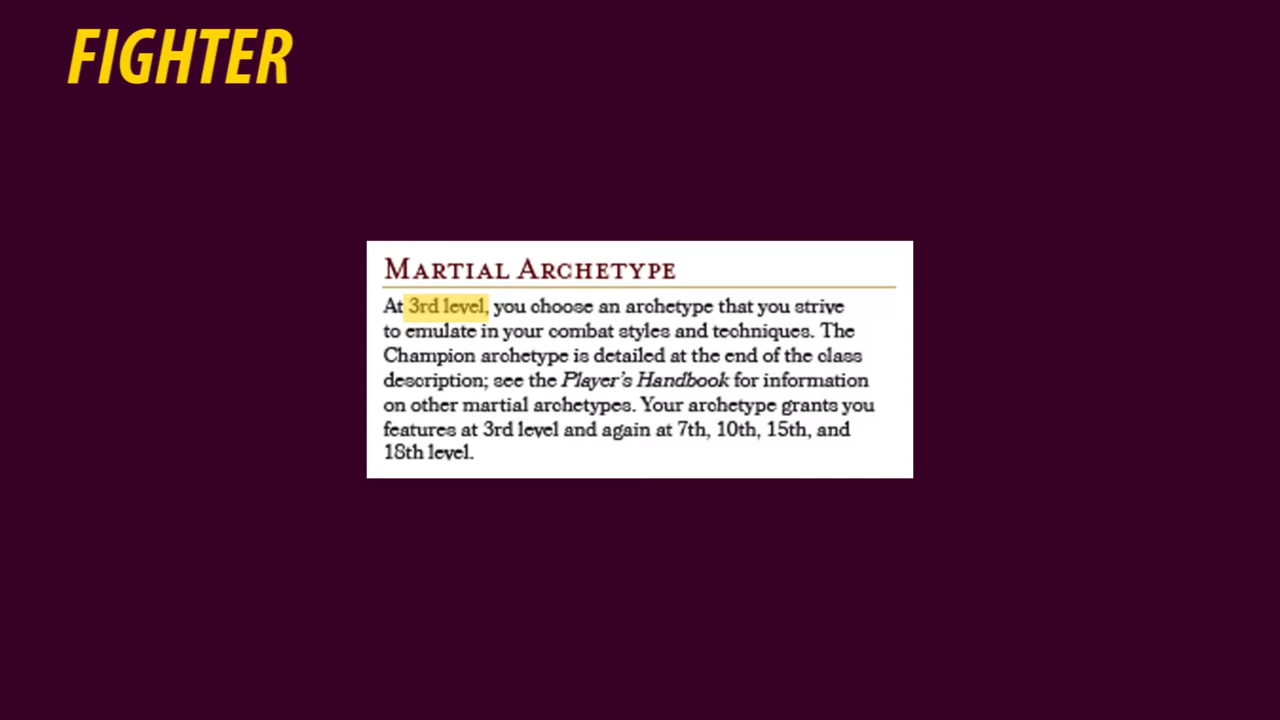 FIGHTER
MARTIAL ARCHETYPE
At 3rd level, you choose an archetype that you strive
to emulate in your combat styles and techniques. The
Champion archetype is detailed at the end of the class
description; see the Player's Handbook for information
on other martial archetypes. Your archetype grants you
features at 3rd level and again at 7th, 10th, 15th, and
18th level.